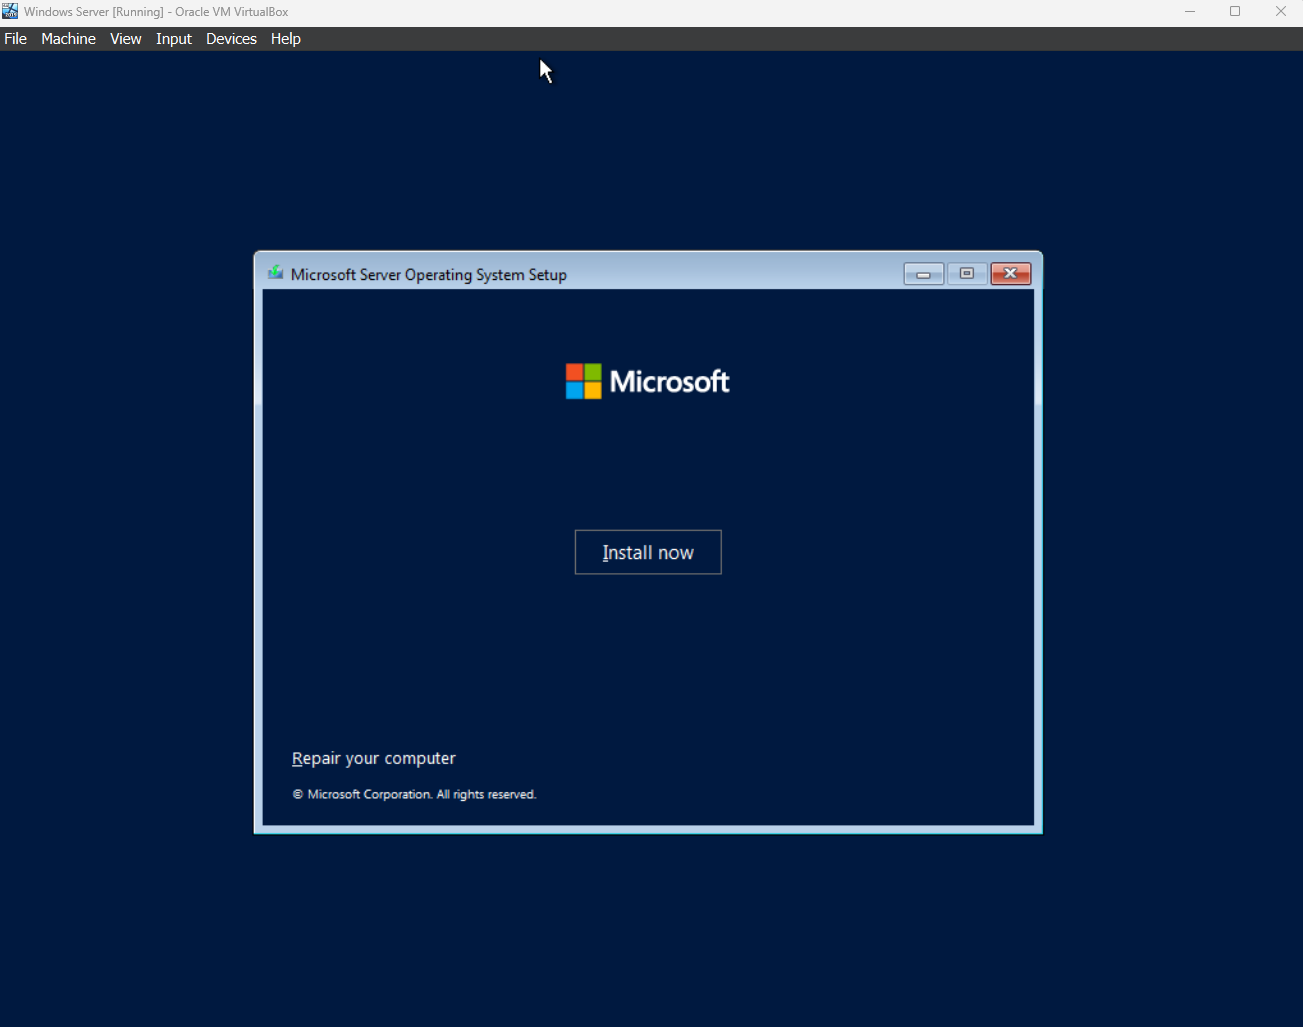 Windows Server [Running] - Oracle VM VirtualBox
File Machine View Input Devices Help
Microsoft Server Operating System Setup
Microsoft
Install now
Repair your computer
© Microsoft Corporation. All rights reserved.